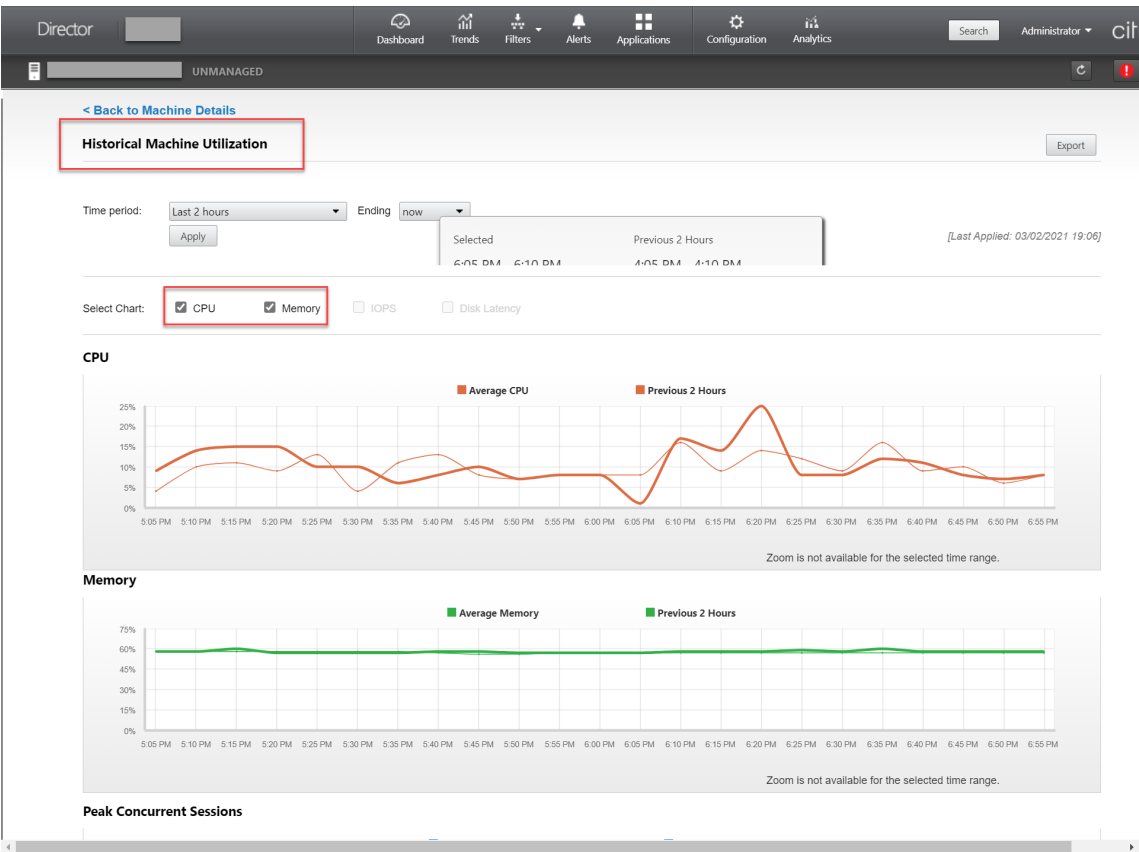 Director Dashboard Trends Filters Alerts Applications Configuration Analytics Search Administrator
UNMANAGED
< Back to Machine Details
Historical Machine Utilization Export
Time period: Last 2 hours Ending now
Apply
[Last Applied: 03/02/2021 19:06]
Selected Previous 2 Hours
6:05 PM 6:10 PM 4:05 PM 4:10 PM
Select Chart: CPU Memory IOPS Disk Latency
CPU
Average CPU Previous 2 Hours
25%
20%
15%
10%
5%
0%
5:05 PM 5:10 PM 5:15 PM 5:20 PM 5:25 PM 5:30 PM 5:35 PM 5:40 PM 5:45 PM 5:50 PM 5:55 PM 6:00 PM 6:05 PM 6:10 PM 6:15 PM 6:20 PM 6:25 PM 6:30 PM 6:35 PM 6:40 PM 6:45 PM 6:50 PM 6:55 PM
Zoom is not available for the selected time range.
Memory
Average Memory Previous 2 Hours
75%
60%
45%
30%
15%
0%
5:05 PM 5:10 PM 5:15 PM 5:20 PM 5:25 PM 5:30 PM 5:35 PM 5:40 PM 5:45 PM 5:50 PM 5:55 PM 6:00 PM 6:05 PM 6:10 PM 6:15 PM 6:20 PM 6:25 PM 6:30 PM 6:35 PM 6:40 PM 6:45 PM 6:50 PM 6:55 PM
Zoom is not available for the selected time range.
Peak Concurrent Sessions